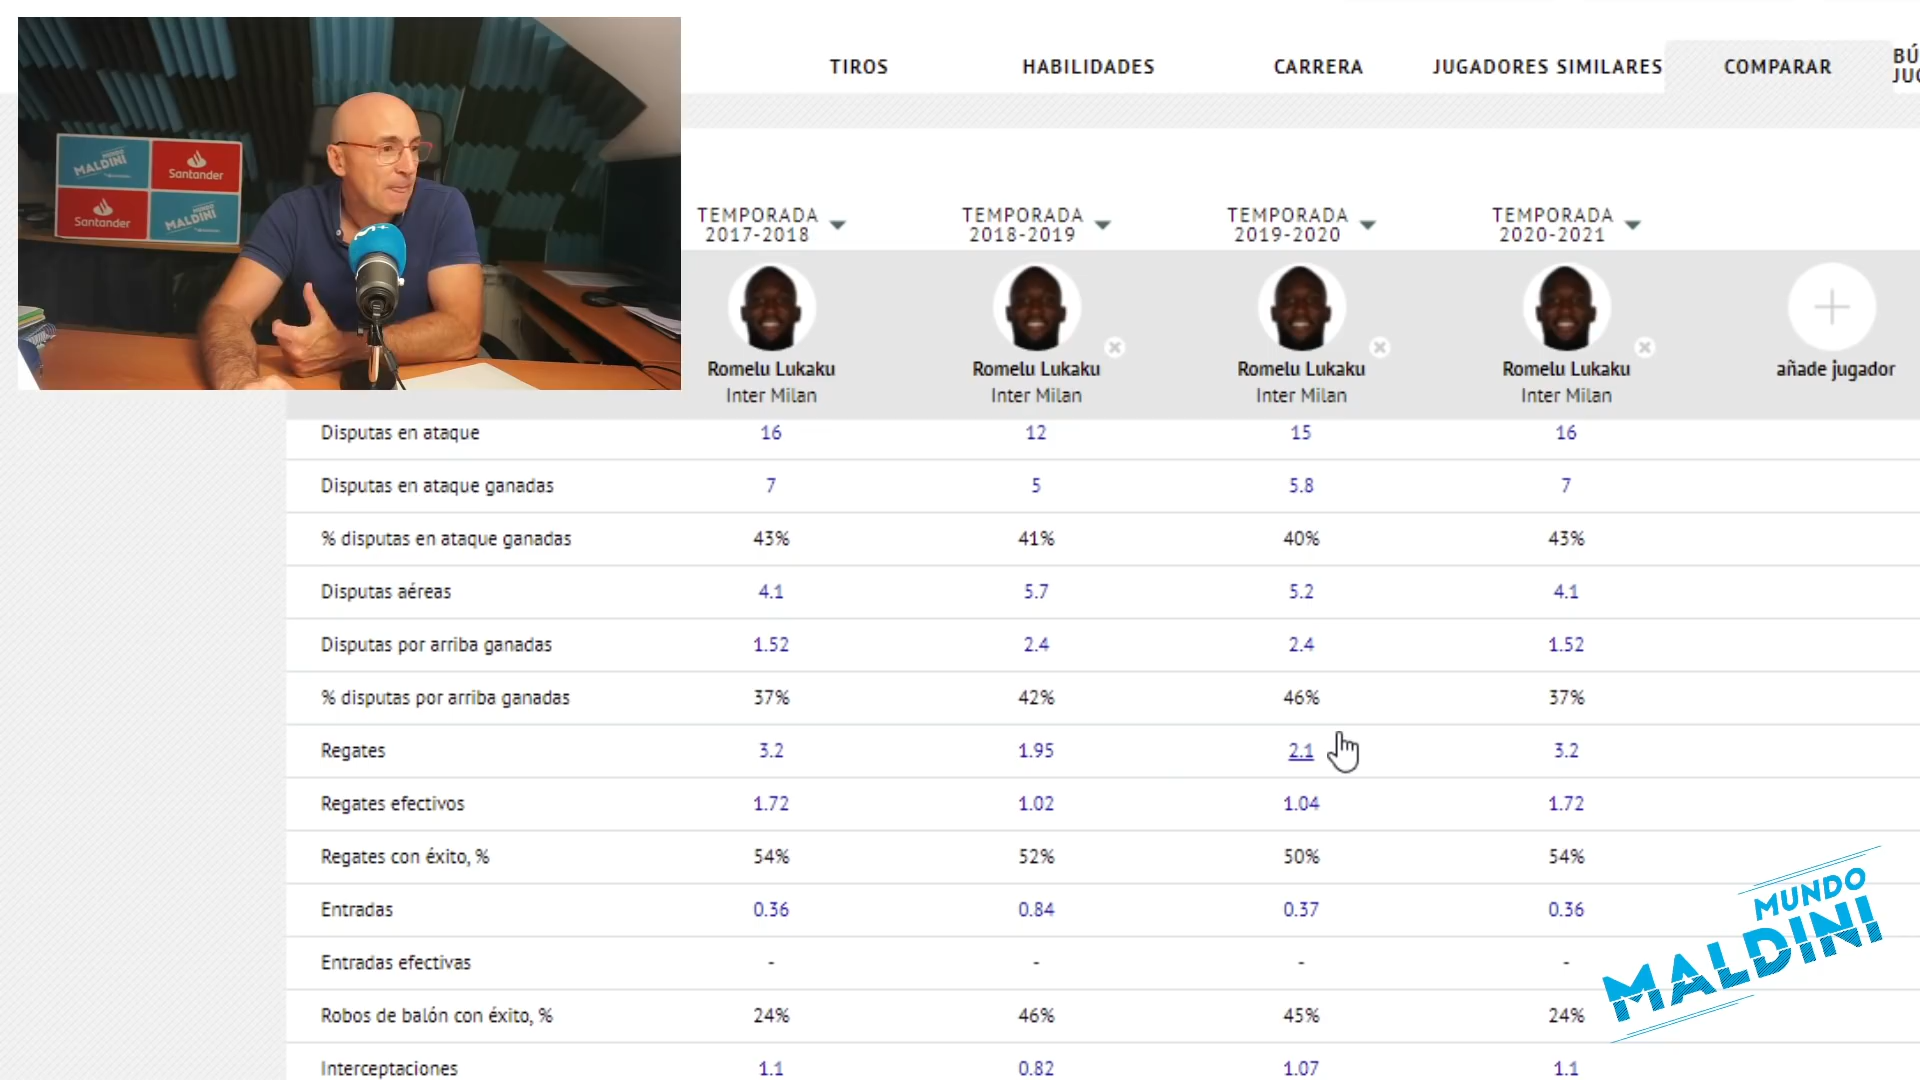 TIROS
HABILIDADES
CARRERA
JUGADORES SIMILARES
COMPARAR
MUNDO
MALDINI
Santander
Santander
MUNDO
MALDINI
M+
TEMPORADA
2017-2018
TEMPORADA
2018-2019
TEMPORADA
2019-2020
TEMPORADA
2020-2021
Romelu Lukaku
Inter Milan
Romelu Lukaku
Inter Milan
Romelu Lukaku
Inter Milan
Romelu Lukaku
Inter Milan
añade jugador
Disputas en ataque 16 12 15 16
Disputas en ataque ganadas 7 5 5.8 7
% disputas en ataque ganadas 43% 41% 40% 43%
Disputas aéreas 4.1 5.7 5.2 4.1
Disputas por arriba ganadas 1.52 2.4 2.4 1.52
% disputas por arriba ganadas 37% 42% 46% 37%
Regates 3.2 1.95 2.1 3.2
Regates efectivos 1.72 1.02 1.04 1.72
Regates con éxito, % 54% 52% 50% 54%
Entradas 0.36 0.84 0.37 0.36
Entradas efectivas - - - -
Robos de balón con éxito, % 24% 46% 45% 24%
Interceptaciones 1.1 0.82 1.07 1.1
MUNDO
MALDINI